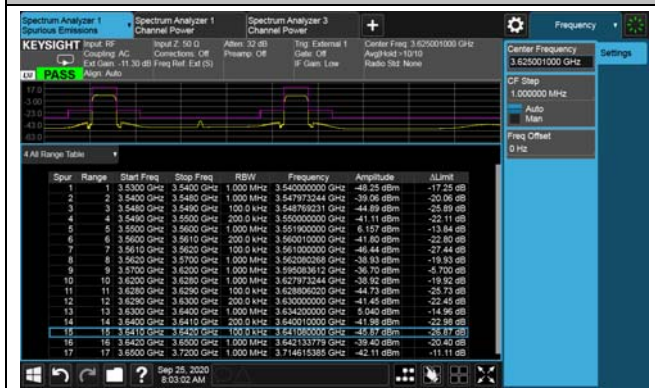 Spectrum Analyzer 1
Spurious Emissions
Spectrum Analyzer 1
Channel Power
Spectrum Analyzer 3
Channel Power
Frequency
KEYSIGHT
Input: RF
Coupling: AC
Ext Gain: -11.30 dB
Align: Auto
Input Z: 50 Ω
Corrections: Off
Freq Ref: Ext (S)
Atten: 32 dB
Preamp: Off
Trig: External 1
Gate: Off
IF Gain: Low
Center Freq: 3.625001000 GHz
Avg|Hold:>10/10
Radio Std: None
PASS
17.0
-3.00
-23.0
-43.0
-63.0
4 All Range Table
Spur Range Start Freq Stop Freq RBW Frequency Amplitude ΔLimit
1 1 3.5300 GHz 3.5400 GHz 1.000 MHz 3.540000000 GHz -48.25 dBm -17.25 dB
2 2 3.5400 GHz 3.5480 GHz 1.000 MHz 3.547973244 GHz -39.06 dBm -20.06 dB
3 3 3.5480 GHz 3.5490 GHz 100.0 kHz 3.548769231 GHz -44.89 dBm -25.89 dB
4 4 3.5490 GHz 3.5500 GHz 200.0 kHz 3.550000000 GHz -41.11 dBm -22.11 dB
5 5 3.5500 GHz 3.5600 GHz 1.000 MHz 3.551900000 GHz 6.157 dBm -13.84 dB
6 6 3.5600 GHz 3.5610 GHz 200.0 kHz 3.560010000 GHz -41.80 dBm -22.80 dB
7 7 3.5610 GHz 3.5620 GHz 100.0 kHz 3.561000000 GHz -46.44 dBm -27.44 dB
8 8 3.5620 GHz 3.5700 GHz 1.000 MHz 3.562080268 GHz -38.93 dBm -19.93 dB
9 9 3.5700 GHz 3.6200 GHz 1.000 MHz 3.595083612 GHz -36.70 dBm -5.700 dB
10 10 3.6200 GHz 3.6280 GHz 1.000 MHz 3.627973244 GHz -38.92 dBm -19.92 dB
11 11 3.6280 GHz 3.6290 GHz 100.0 kHz 3.628806020 GHz -44.73 dBm -25.73 dB
12 12 3.6290 GHz 3.6300 GHz 200.0 kHz 3.630000000 GHz -41.45 dBm -22.45 dB
13 13 3.6300 GHz 3.6400 GHz 1.000 MHz 3.634200000 GHz 5.040 dBm -14.96 dB
14 14 3.6400 GHz 3.6410 GHz 200.0 kHz 3.640010000 GHz -41.98 dBm -22.98 dB
15 15 3.6410 GHz 3.6420 GHz 100.0 kHz 3.641080000 GHz -45.87 dBm -26.87 dB
16 16 3.6420 GHz 3.6500 GHz 1.000 MHz 3.642133779 GHz -39.40 dBm -20.40 dB
17 17 3.6500 GHz 3.7200 GHz 1.000 MHz 3.714615385 GHz -42.11 dBm -11.11 dB
Center Frequency
3.625001000 GHz
Settings
CF Step
1.000000 MHz
Auto
Man
Freq Offset
0 Hz
Sep 25, 2020
8:03:02 AM